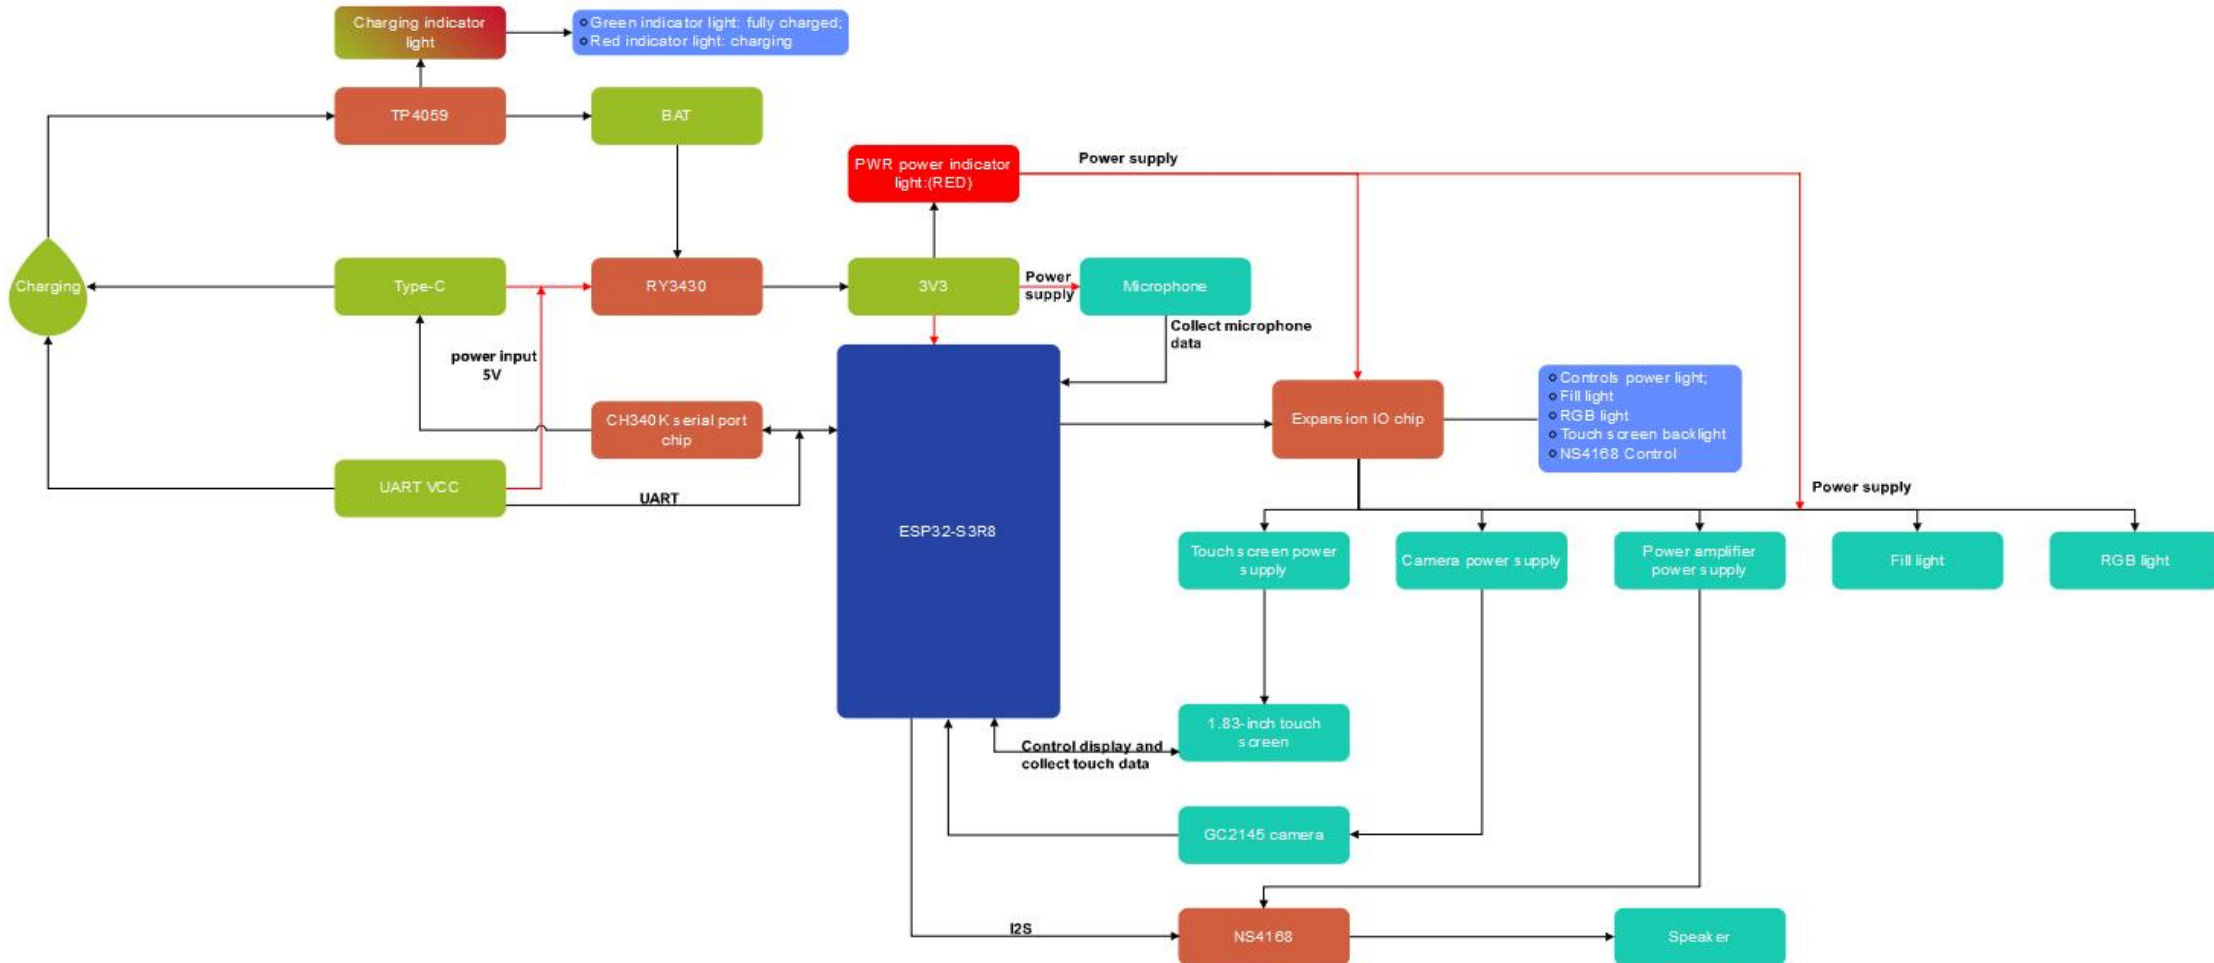 Charging indicator
light
Green indicator light: fully charged;
Red indicator light: charging
TP4059
BAT
PWR power indicator
light:(RED)
Power supply
Charging
Type-C
RY3430
3V3
Power
supply
Microphone
Collect microphone
data
power input
5V
CH340K serial port
chip
Expansion IO chip
Controls power light;
Fill light
RGB light
Touch screen backlight
NS4168 Control
UART VCC
UART
Power supply
ESP32-S3R8
Touch screen power
supply
Camera power supply
Power amplifier
power supply
Fill light
RGB light
1.83-inch touch
screen
Control display and
collect touch data
GC2145 camera
I2S
NS4168
Speaker